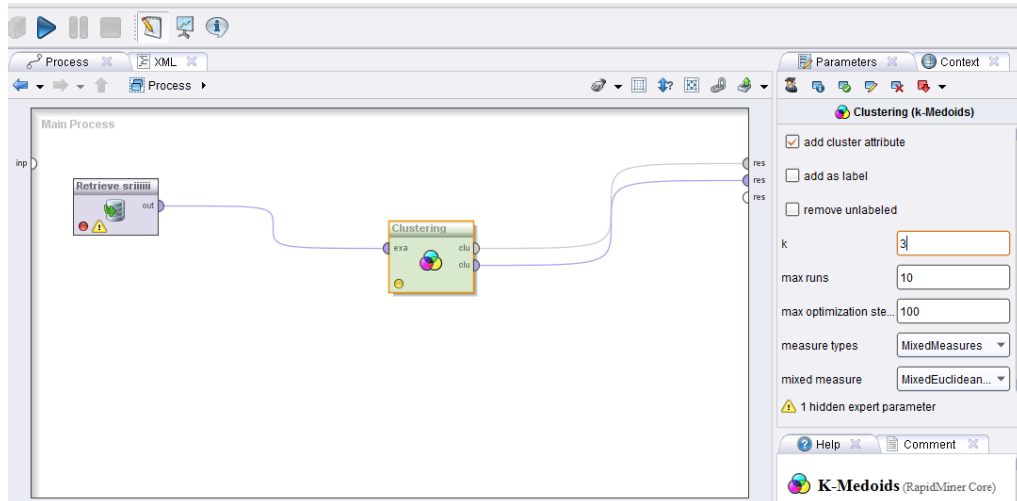 Process
XML
Parameters
Context
Process
Clustering (k-Medoids)
Main Process
inp
res
res
res
Retrieve sriiiiii
out
Clustering
exa
clu
clu
add cluster attribute
add as label
remove unlabeled
k
3
max runs
10
max optimization ste...
100
measure types
MixedMeasures
mixed measure
MixedEuclidean...
1 hidden expert parameter
Help
Comment
K-Medoids (RapidMiner Core)